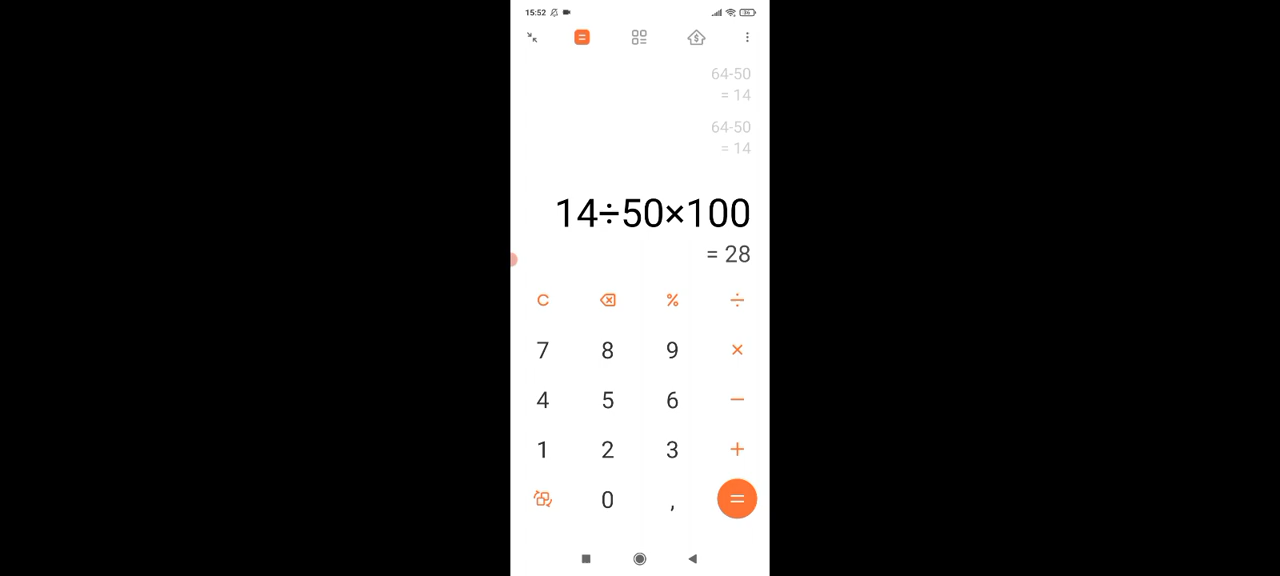 15:52
64-50
= 14
64-50
= 14
14÷50×100
= 28
C % ÷
7 8 9 ×
4 5 6 −
1 2 3 +
0 , =